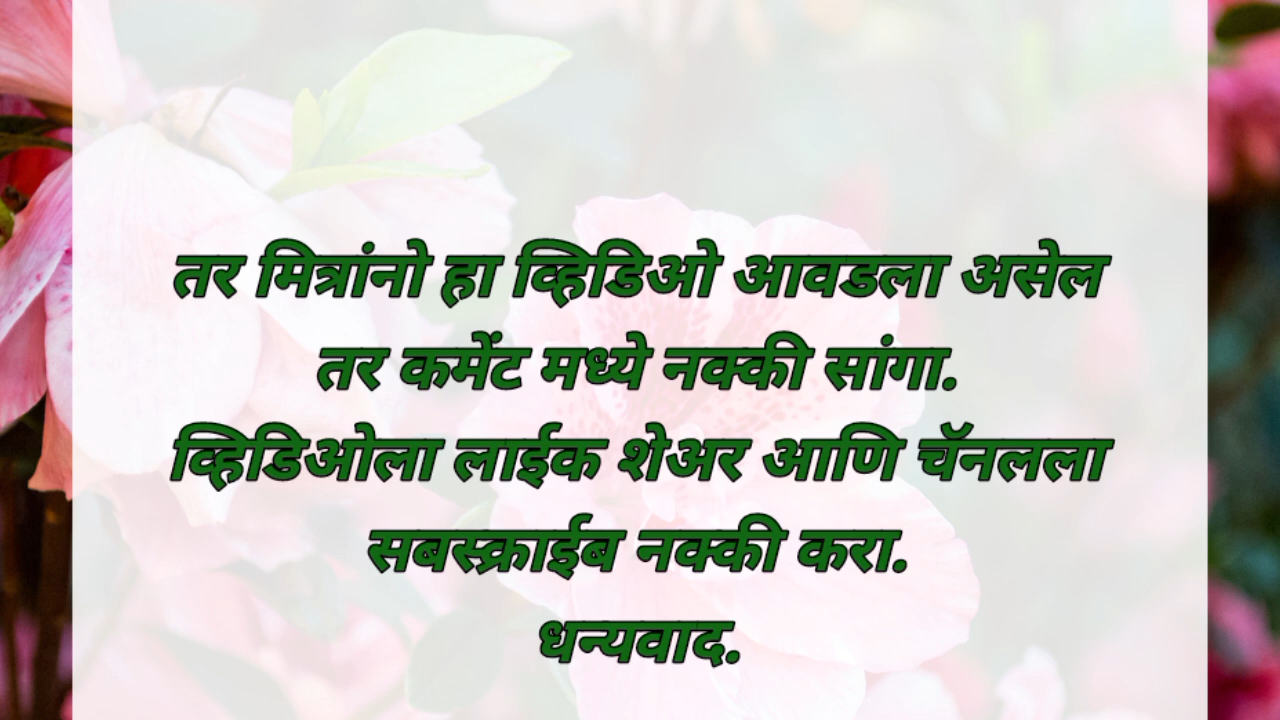 तर मित्रांनो हा व्हिडिओ आवडला असेल
तर कमेंट मध्ये नक्की सांगा.
व्हिडिओला लाईक शेअर आणि चॅनलला
सबस्क्राईब नक्की करा.
धन्यवाद.